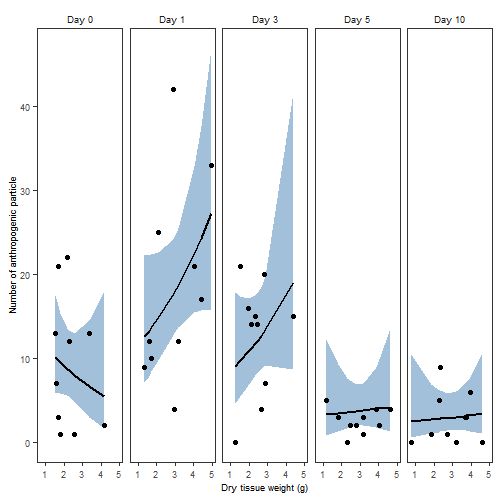 Day 0 Day 1 Day 3 Day 5 Day 10
Number of anthropogenic particle
40
30
20
10
0
1 2 3 4 5 1 2 3 4 5 1 2 3 4 5 1 2 3 4 5 1 2 3 4 5
Dry tissue weight (g)